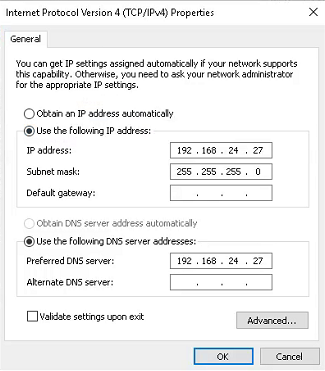 Internet Protocol Version 4 (TCP/IPv4) Properties
General
You can get IP settings assigned automatically if your network supports
this capability. Otherwise, you need to ask your network administrator
for the appropriate IP settings.
Obtain an IP address automatically
Use the following IP address:
IP address: 192 . 168 . 24 . 27
Subnet mask: 255 . 255 . 255 . 0
Default gateway: . . .
Obtain DNS server address automatically
Use the following DNS server addresses:
Preferred DNS server: 192 . 168 . 24 . 27
Alternate DNS server: . . .
Validate settings upon exit
Advanced...
OK Cancel